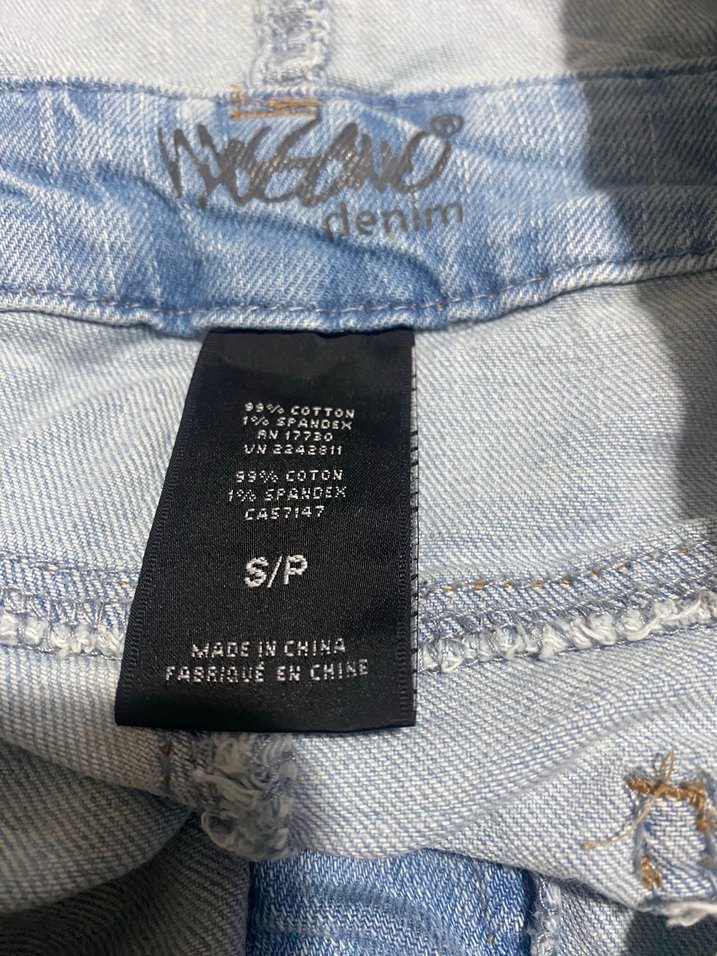 MOSSIMO®
denim
99% COTTON
1% SPANDEX
RN 17730
VN 2242811
99% COTON
1% SPANDEX
CA57147
S/P
MADE IN CHINA
FABRIQUÉ EN CHINE